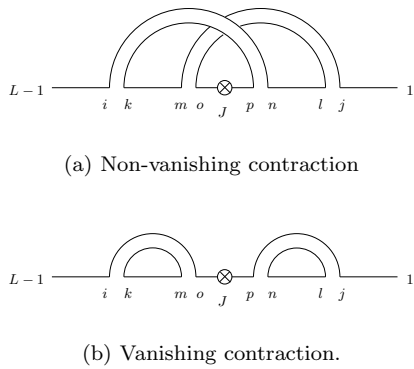 L − 1 i k m o J p n l j 1
(a) Non-vanishing contraction
L − 1 i k m o J p n l j 1
(b) Vanishing contraction.